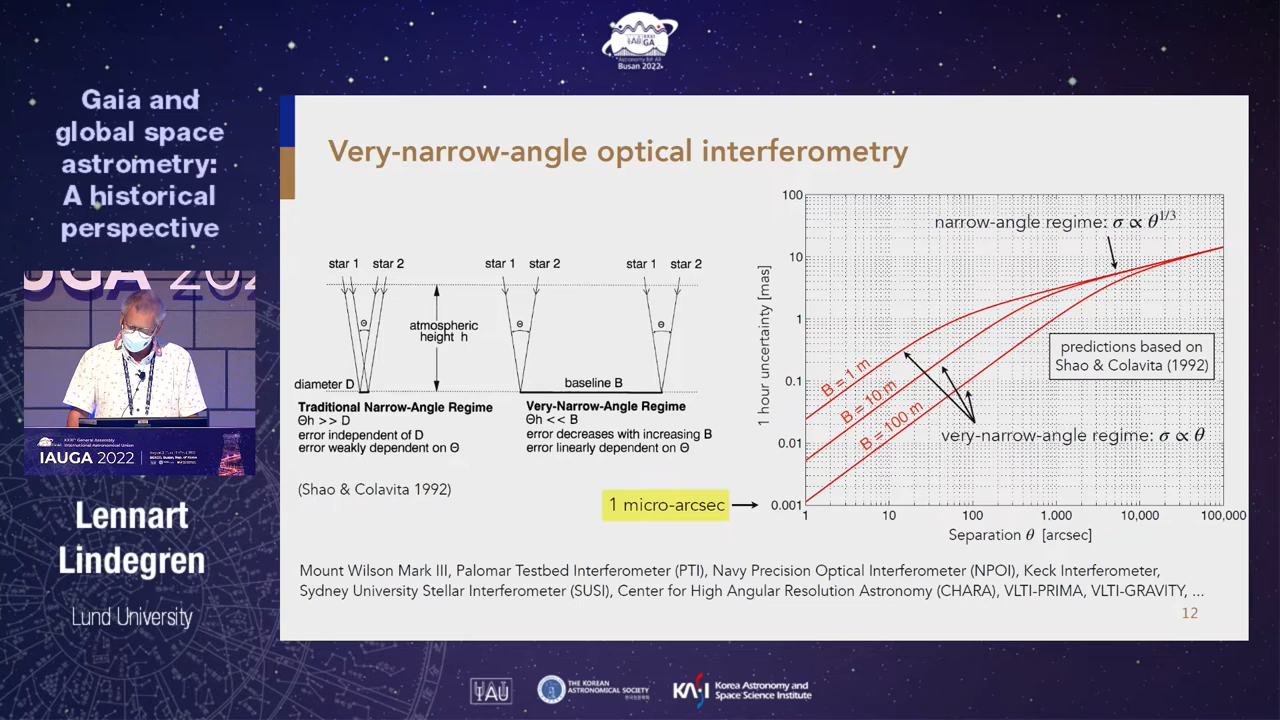 IAU
GA
Busan 2022
Gaia and
global space
astrometry:
A historical
perspective
IAUGA 2022
Lennart
Lindegren
Lund University
Very-narrow-angle optical interferometry
star 1 star 2 star 1 star 2 star 1 star 2
Θ Θ Θ
atmospheric
height h
diameter D
baseline B
Traditional Narrow-Angle Regime
Θh >> D
error independent of D
error weakly dependent on Θ
Very-Narrow-Angle Regime
Θh << B
error decreases with increasing B
error linearly dependent on Θ
(Shao & Colavita 1992)
1 micro-arcsec
1 hour uncertainty [mas]
100
10
1
0.1
0.01
0.001
narrow-angle regime: σ ∝ θ^1/3
predictions based on
Shao & Colavita (1992)
B = 1 m
B = 10 m
B = 100 m
very-narrow-angle regime: σ ∝ θ
1 10 100 1,000 10,000 100,000
Separation θ [arcsec]
Mount Wilson Mark III, Palomar Testbed Interferometer (PTI), Navy Precision Optical Interferometer (NPOI), Keck Interferometer,
Sydney University Stellar Interferometer (SUSI), Center for High Angular Resolution Astronomy (CHARA), VLTI-PRIMA, VLTI-GRAVITY, ...
12
IAU
THE KOREAN
ASTRONOMICAL SOCIETY
KASI
Korea Astronomy and
Space Science Institute